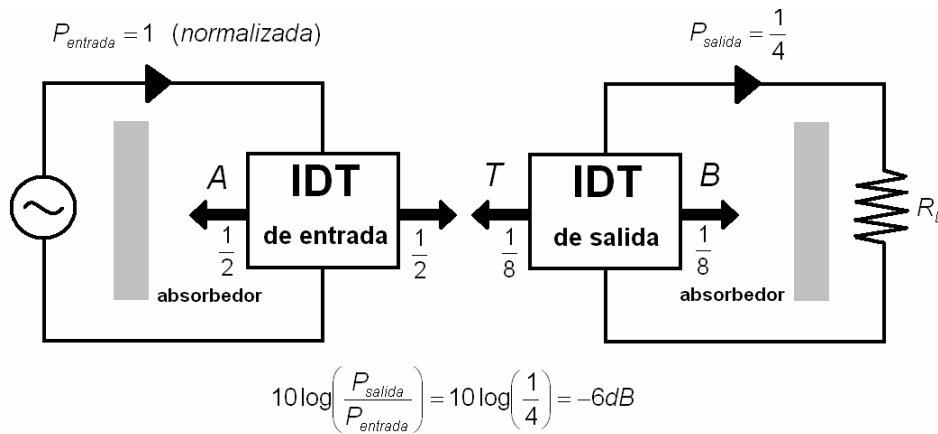 P_entrada = 1 (normalizada)
P_salida = 1/4
A
IDT
de entrada
1/2
1/2
absorbedor
T
IDT
de salida
B
1/8
1/8
absorbedor
10 log(P_salida/P_entrada) = 10 log(1/4) = -6dB